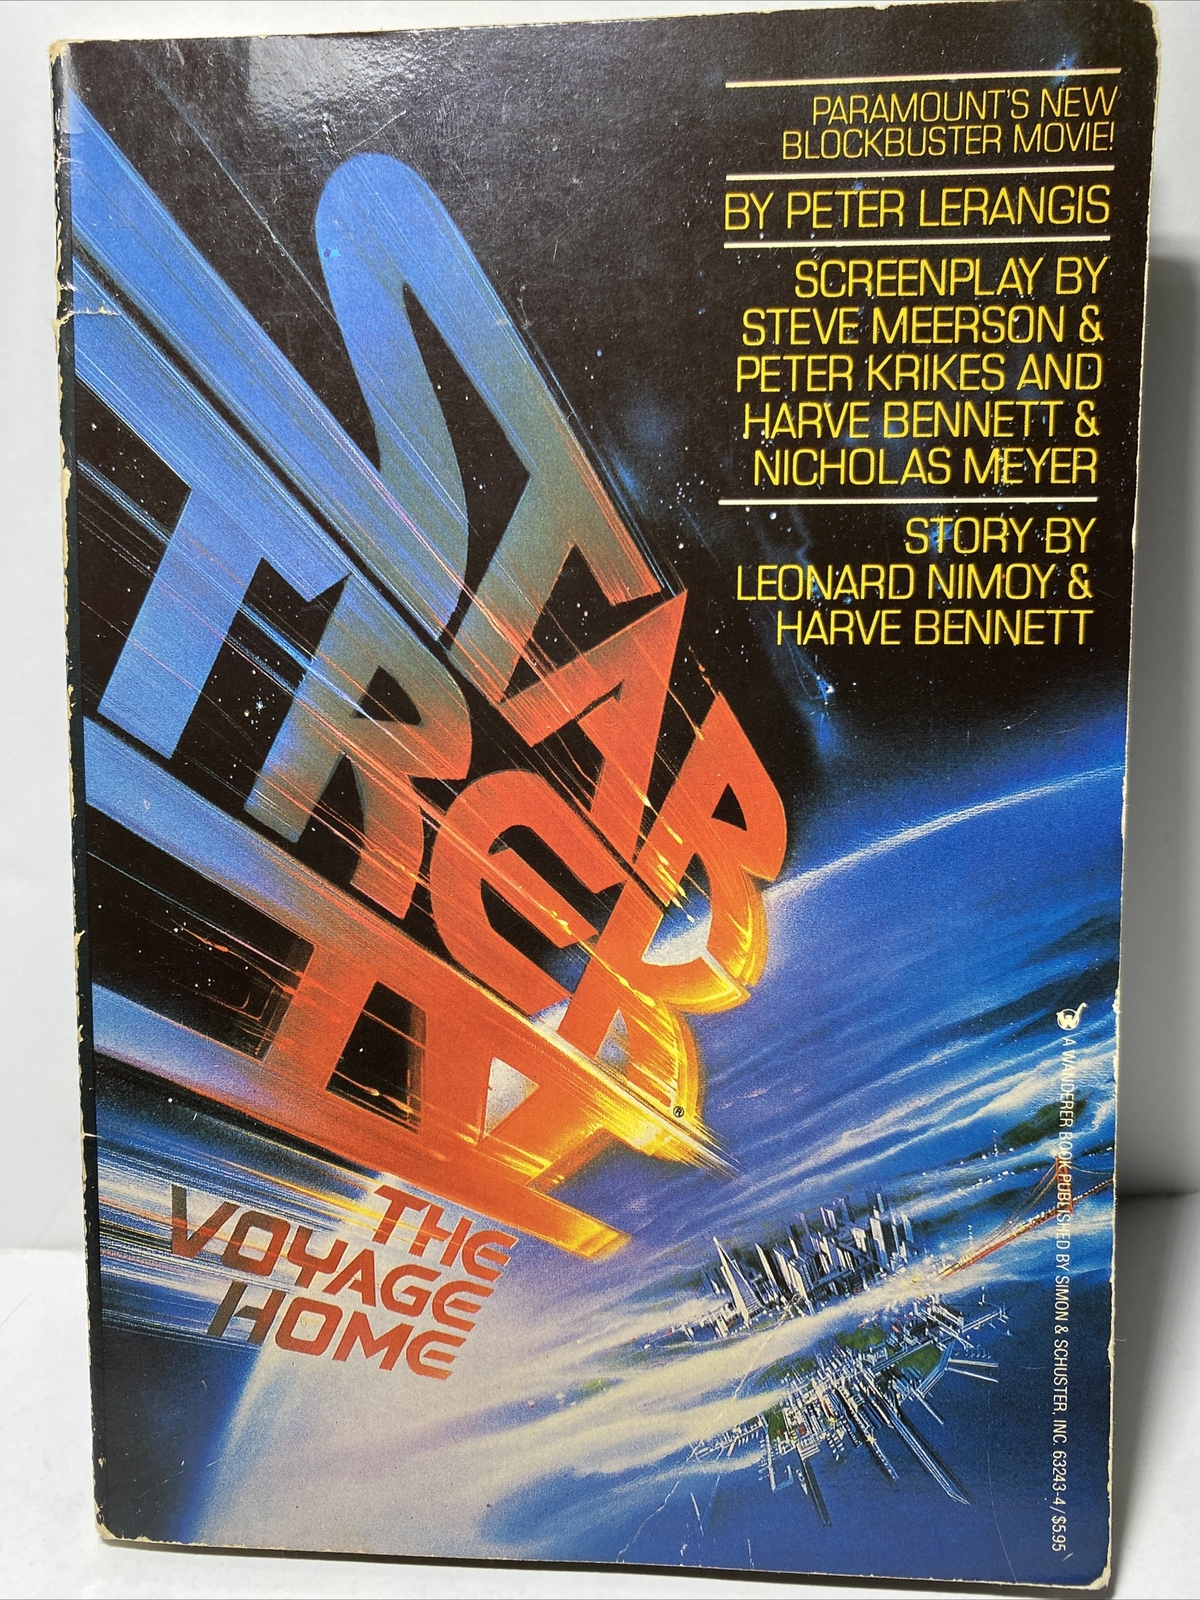 PARAMOUNT'S NEW
BLOCKBUSTER MOVIE!
BY PETER LERANGIS
SCREENPLAY BY
STEVE MEERSON &
PETER KRIKES AND
HARVE BENNETT &
NICHOLAS MEYER
STORY BY
LEONARD NIMOY &
HARVE BENNETT
STAR
TREK
IV
®
THE
VOYAGE
HOME
A WANDERER BOOK PUBLISHED BY SIMON & SCHUSTER, INC. 63243-4/$5.95